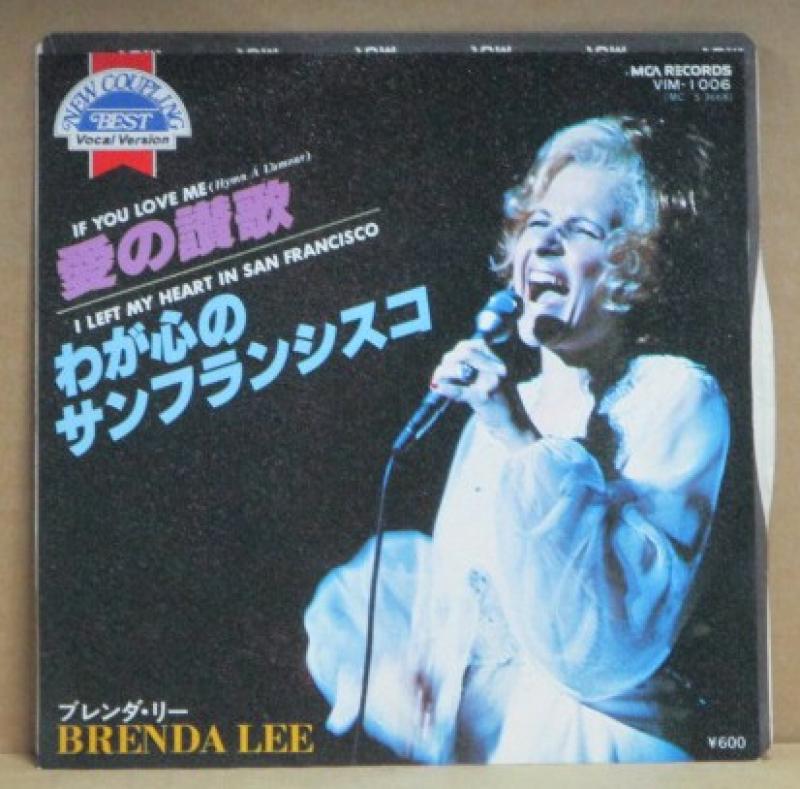 NEW COUPLING
BEST
Vocal Version
MCA RECORDS
VIM-1006
IF YOU LOVE ME (Hymn À L'amour)
愛の讃歌
I LEFT MY HEART IN SAN FRANCISCO
わが心の
サンフランシスコ
ブレンダ・リー
BRENDA LEE
¥600